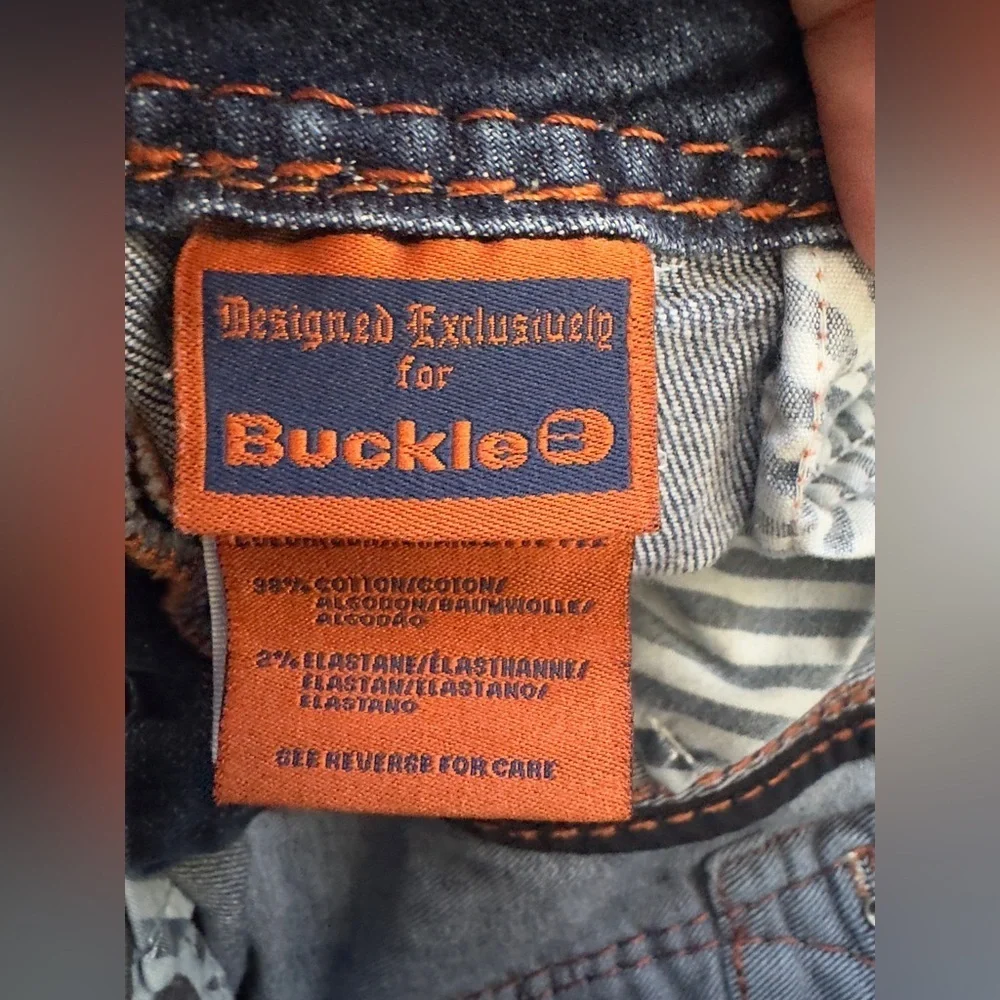 Designed Exclusively
for
Buckle B
98% COTTON/COTON/
ALGODON/BAUMWOLLE/
ALGODÃO
2% ELASTANE/ÉLASTHANNE/
ELASTAN/ELASTANO/
ELASTANO
SEE REVERSE FOR CARE